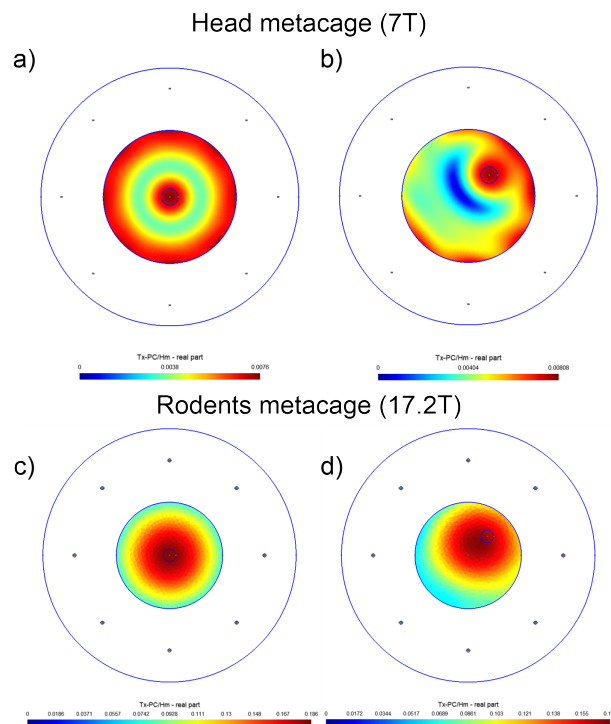 Head metacage (7T)
a)
b)
Tx-PC/Hm - real part
0 0.0038 0.0076
Tx-PC/Hm - real part
0 0.00404 0.00808
Rodents metacage (17.2T)
c)
d)
Tx-PC/Hm - real part
0 0.0186 0.0371 0.0557 0.0742 0.0928 0.111 0.13 0.148 0.167 0.186
Tx-PC/Hm - real part
0 0.0172 0.0345 0.0517 0.0689 0.0861 0.103 0.121 0.138 0.155